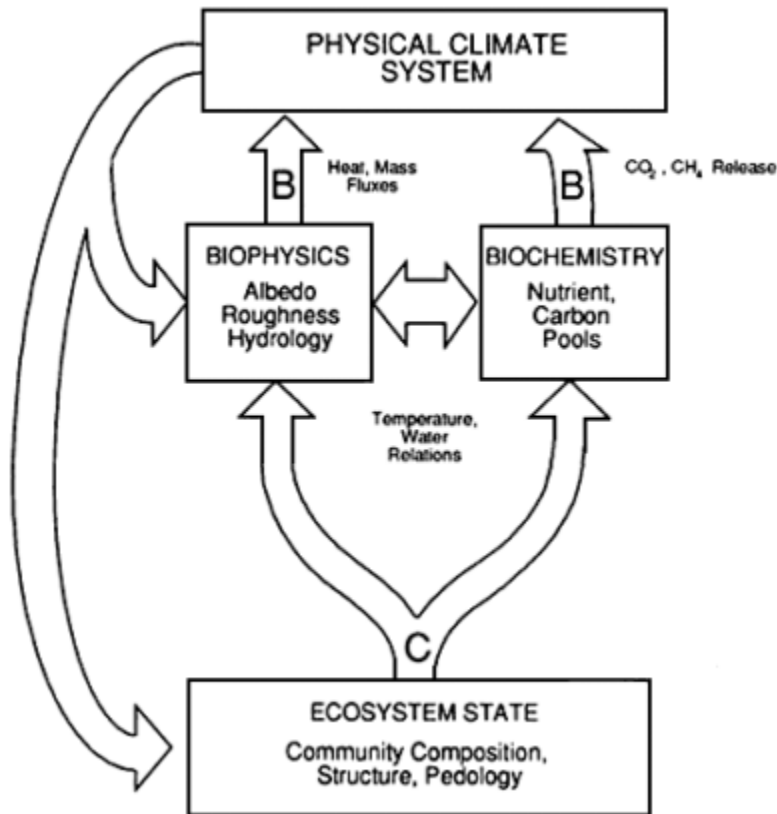 PHYSICAL CLIMATE
SYSTEM
B
Heat, Mass
Fluxes
B
CO₂ , CH₄ Release
BIOPHYSICS
Albedo
Roughness
Hydrology
BIOCHEMISTRY
Nutrient,
Carbon
Pools
Temperature,
Water
Relations
C
ECOSYSTEM STATE
Community Composition,
Structure, Pedology